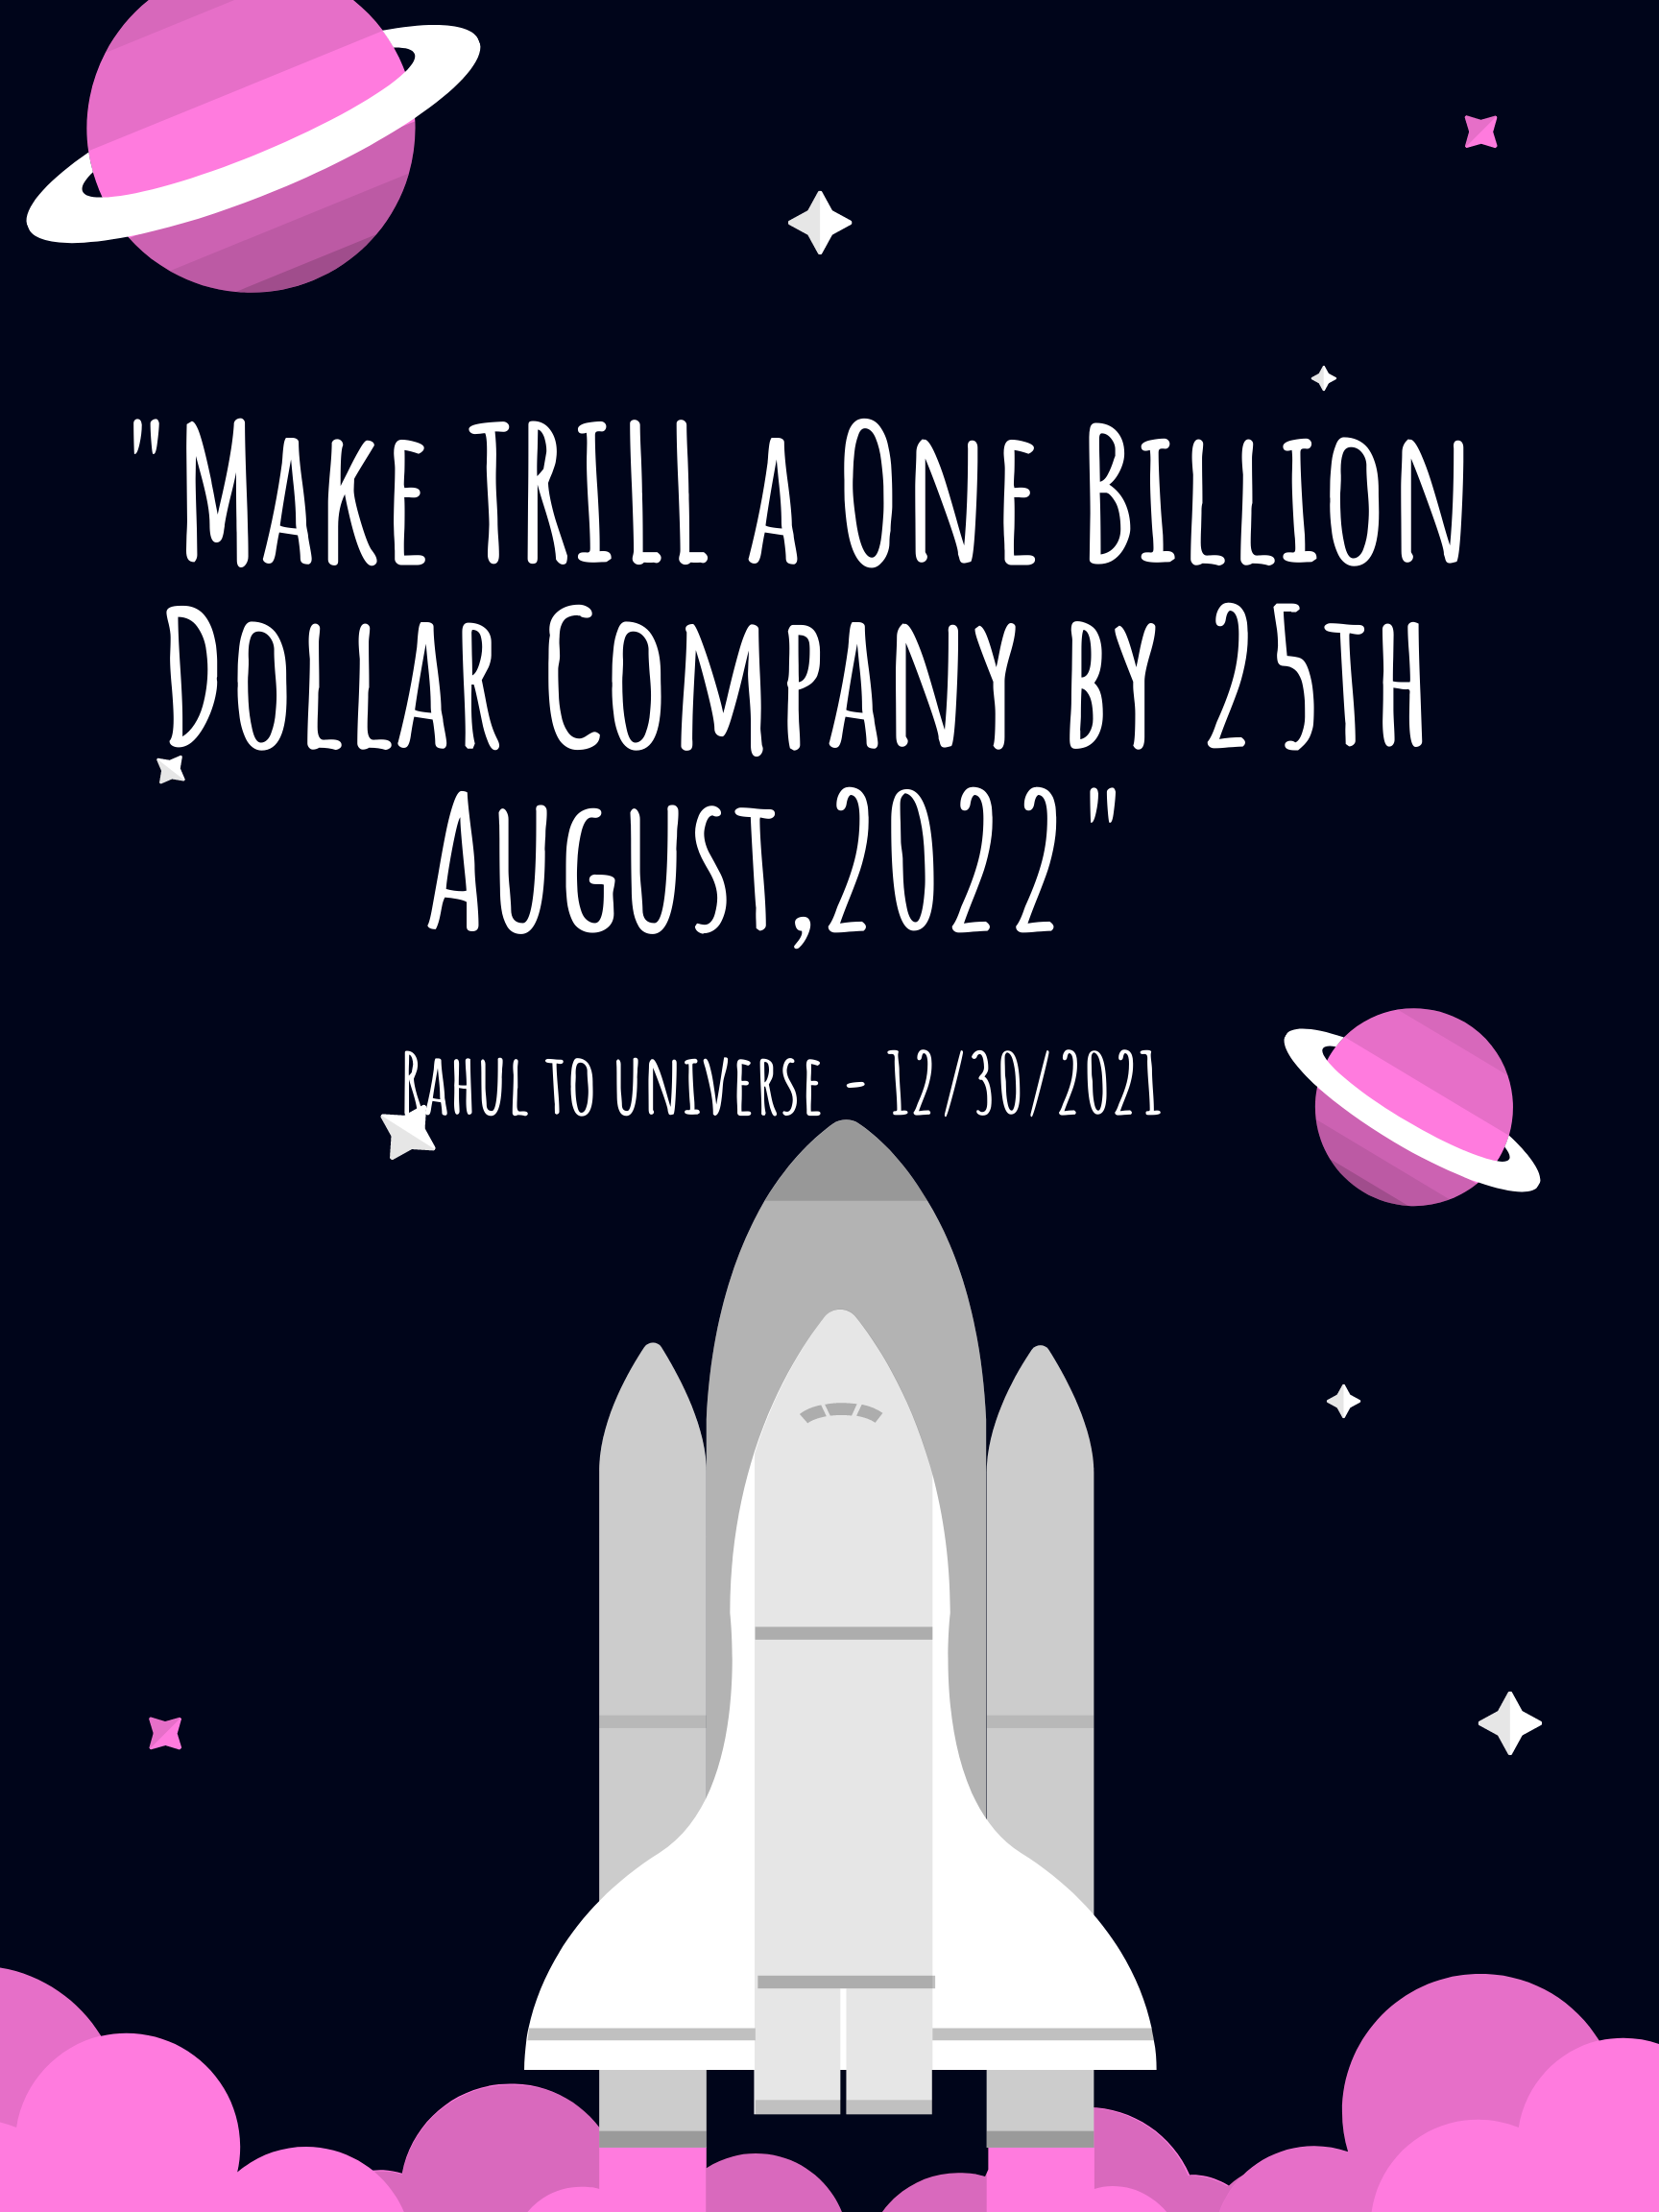 "Make Trill a One Billion
Dollar Company by 25th
August,2022"
Rahul to universe - 12/30/2021